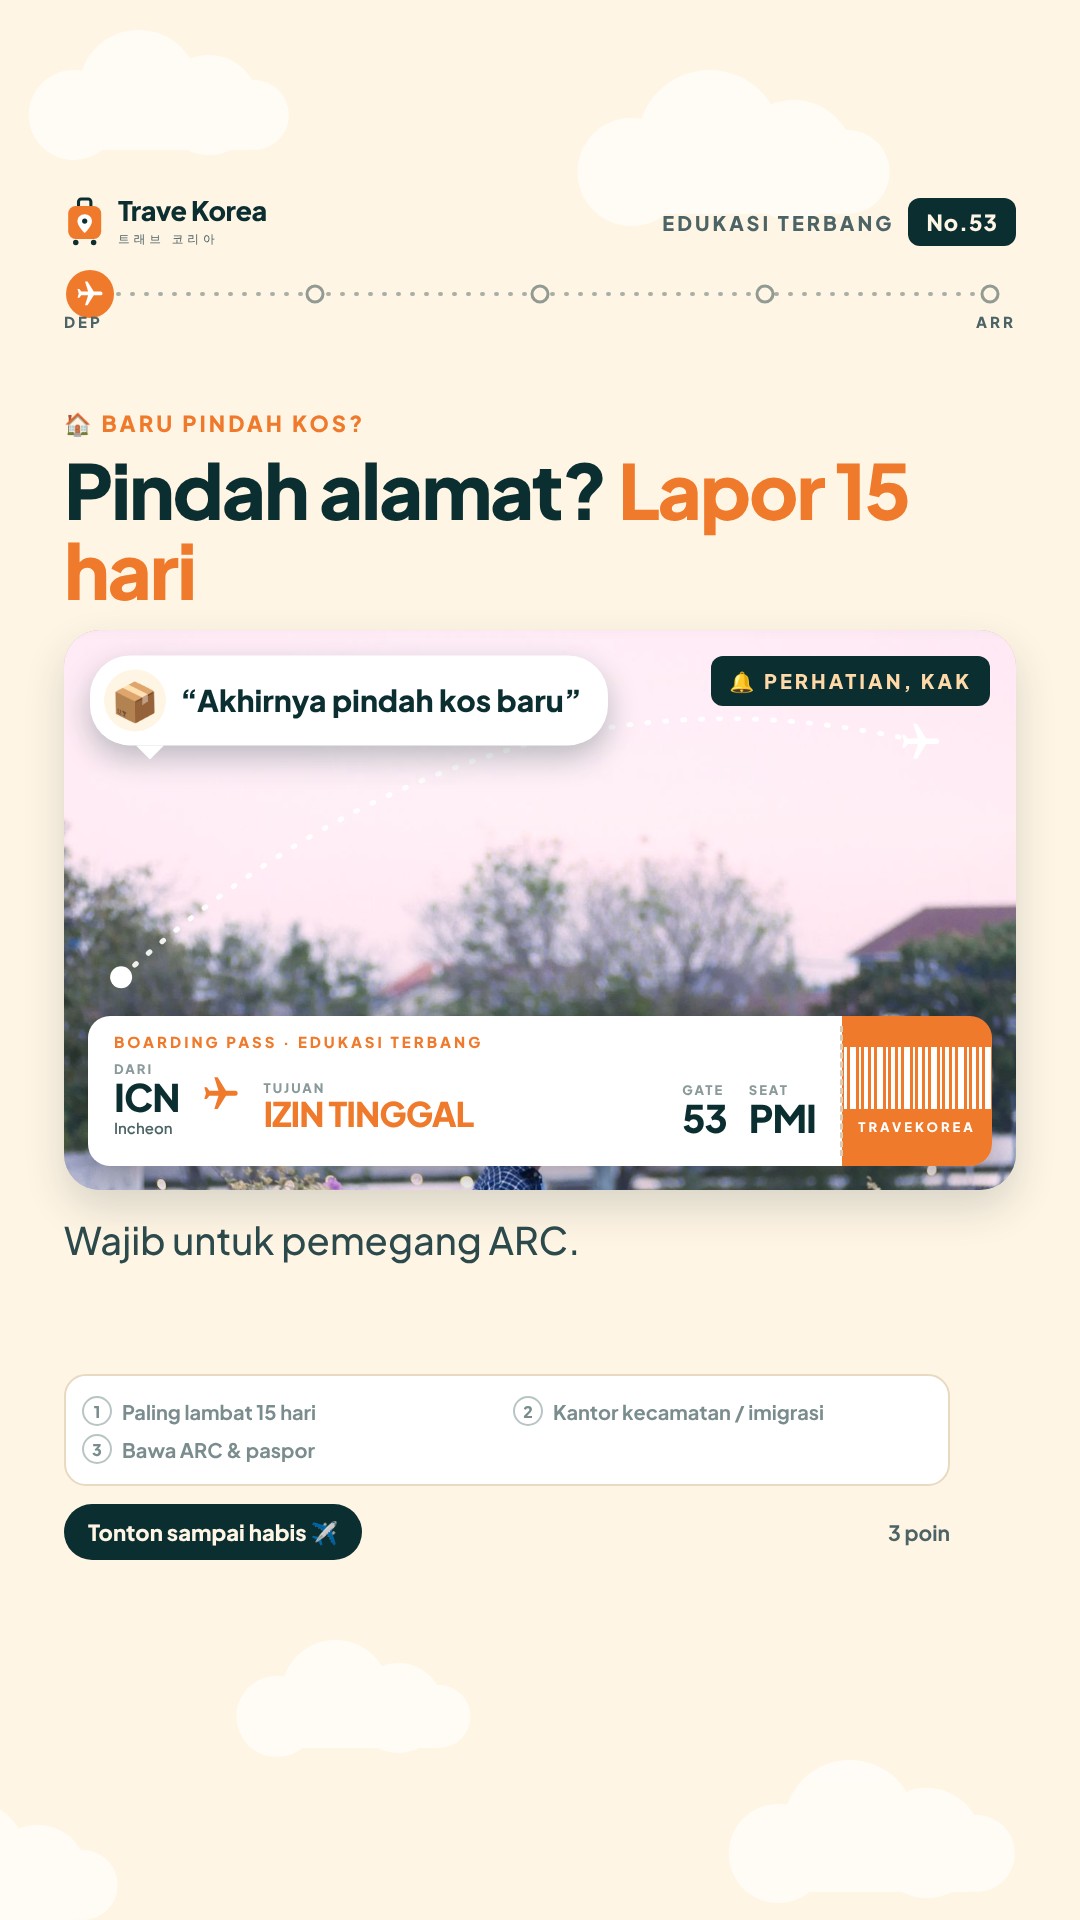 Trave Korea
트래브 코리아
EDUKASI TERBANG
No.53
DEP
ARR
🏠 BARU PINDAH KOS?
Pindah alamat? Lapor 15
hari
📦 “Akhirnya pindah kos baru”
🔔 PERHATIAN, KAK
BOARDING PASS · EDUKASI TERBANG
DARI
ICN
Incheon
TUJUAN
IZIN TINGGAL
GATE
53
SEAT
PMI
TRAVEKOREA
Wajib untuk pemegang ARC.
1 Paling lambat 15 hari
2 Kantor kecamatan / imigrasi
3 Bawa ARC & paspor
Tonton sampai habis ✈️
3 poin